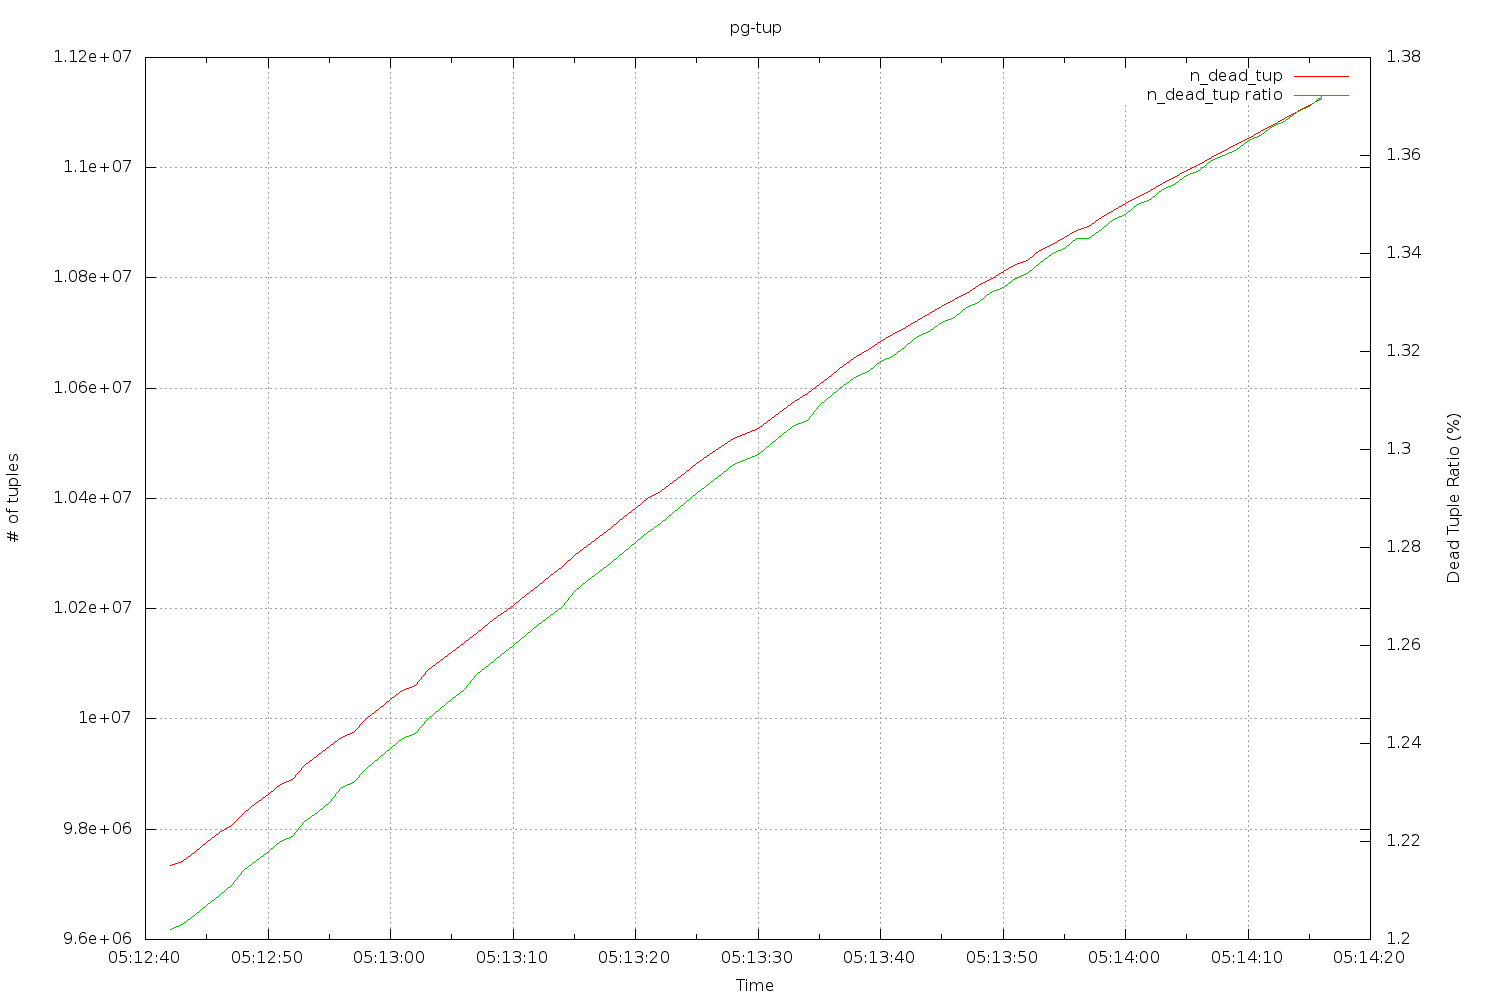 pg-tup
1.12e+07
1.1e+07
1.08e+07
1.06e+07
1.04e+07
1.02e+07
1e+07
9.8e+06
9.6e+06
# of tuples
n_dead_tup
n_dead_tup ratio
1.38
1.36
1.34
1.32
1.3
1.28
1.26
1.24
1.22
1.2
Dead Tuple Ratio (%)
05:12:40 05:12:50 05:13:00 05:13:10 05:13:20 05:13:30 05:13:40 05:13:50 05:14:00 05:14:10 05:14:20
Time